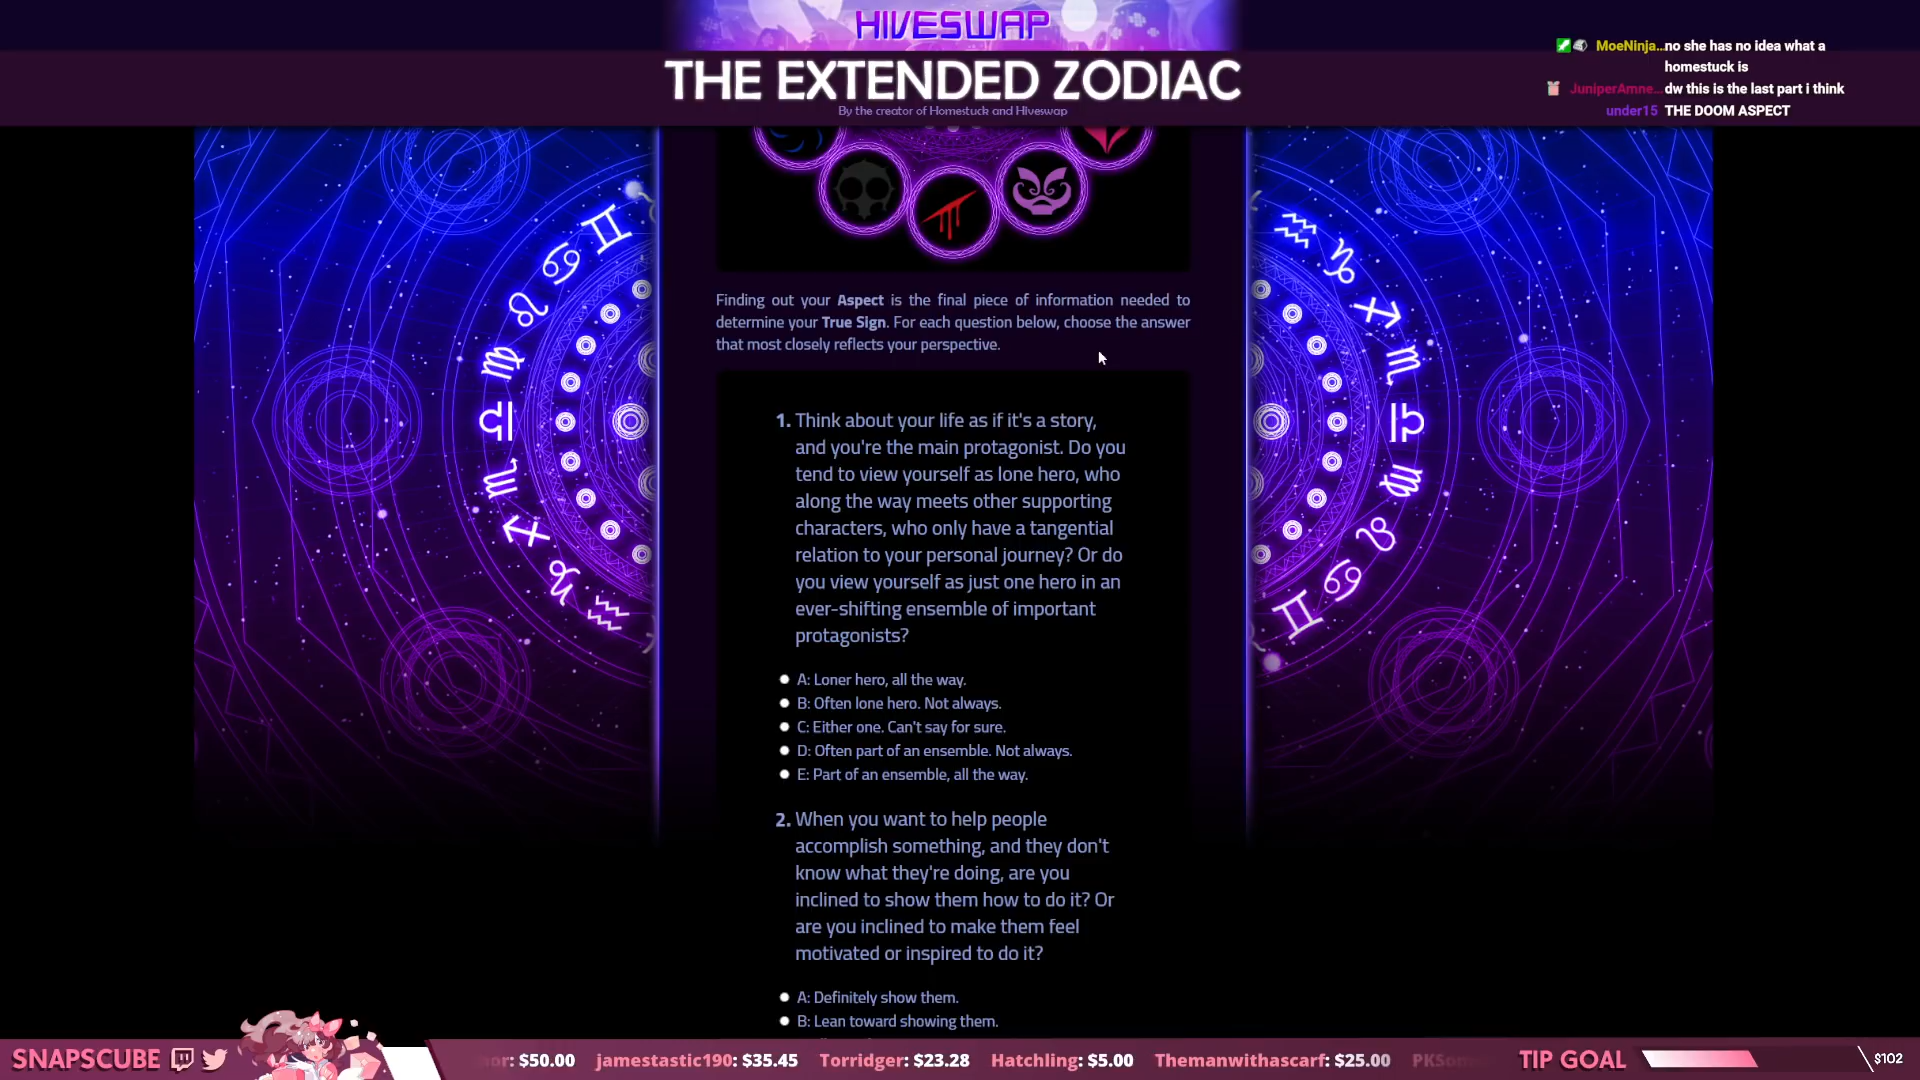 HIVESWAP
THE EXTENDED ZODIAC
By the creator of Homestuck and Hiveswap
MoeNinja... no she has no idea what a
homestuck is
JuniperAmne... dw this is the last part i think
under15 THE DOOM ASPECT
Finding out your Aspect is the final piece of information needed to
determine your True Sign. For each question below, choose the answer
that most closely reflects your perspective.
1. Think about your life as if it's a story,
and you're the main protagonist. Do you
tend to view yourself as lone hero, who
along the way meets other supporting
characters, who only have a tangential
relation to your personal journey? Or do
you view yourself as just one hero in an
ever-shifting ensemble of important
protagonists?
A: Loner hero, all the way.
B: Often lone hero. Not always.
C: Either one. Can't say for sure.
D: Often part of an ensemble. Not always.
E: Part of an ensemble, all the way.
2. When you want to help people
accomplish something, and they don't
know what they're doing, are you
inclined to show them how to do it? Or
are you inclined to make them feel
motivated or inspired to do it?
A: Definitely show them.
B: Lean toward showing them.
SNAPSCUBE
: $50.00 jamestastic190: $35.45 Torridger: $23.28 Hatchling: $5.00 Themanwithascarf: $25.00
TIP GOAL $102